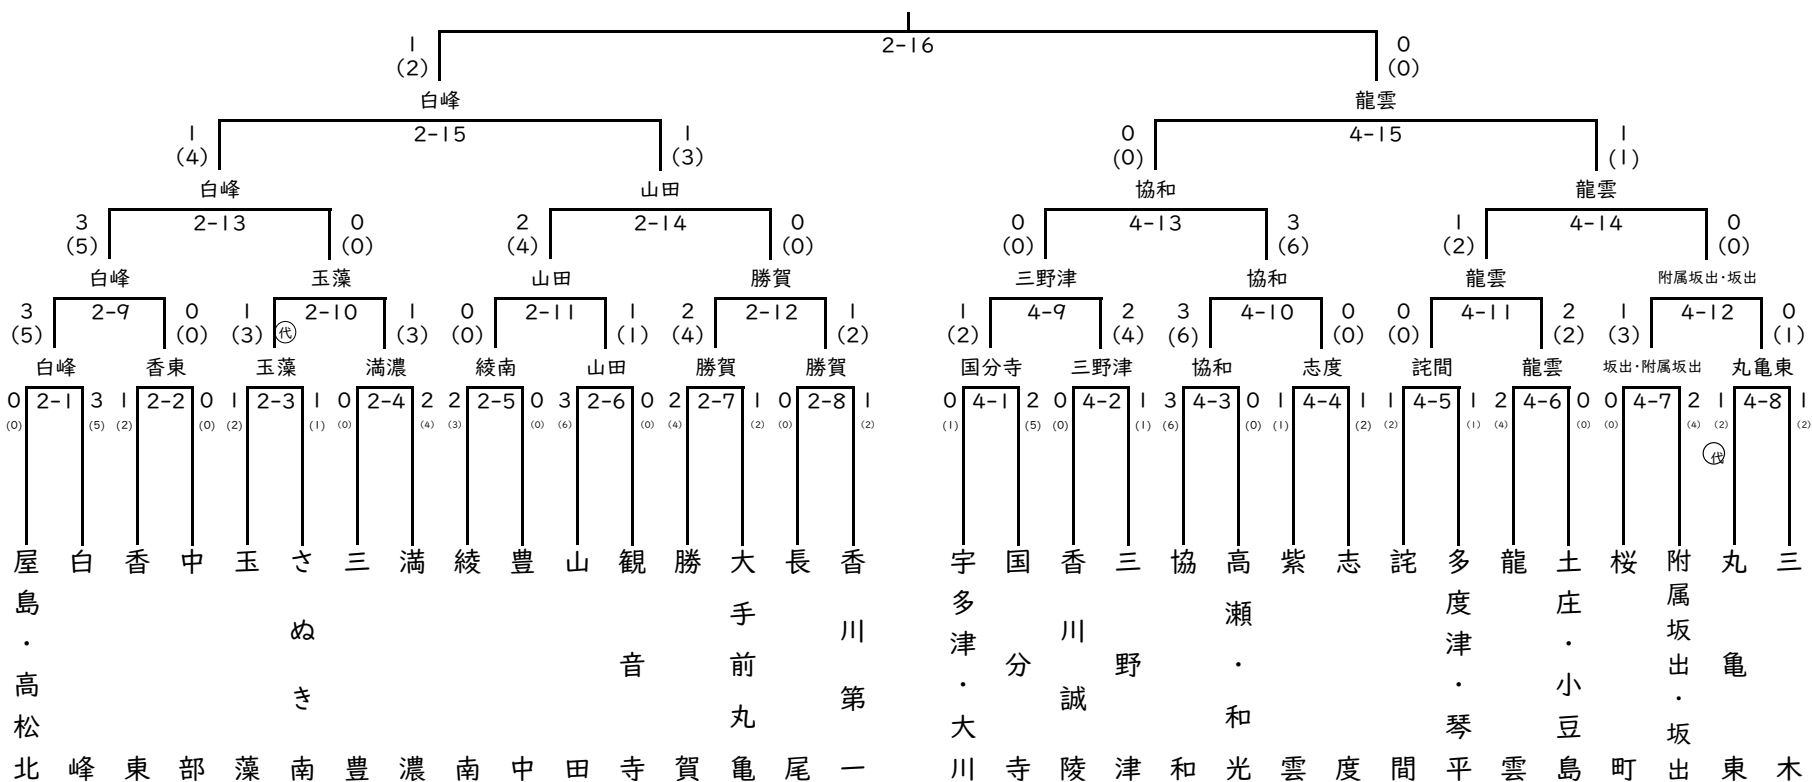 1 2-16 0
(2) (0)
白峰 龍雲
1 2-15 1 0 4-15 1
(4) (3) (0) (1)
白峰 山田 協和 龍雲
3 2-13 0 2 2-14 0 0 4-13 3 1 4-14 0
(5) (0) (4) (0) (0) (6) (2) (0)
白峰 玉藻 山田 勝賀 三野津 協和 龍雲 附属坂出・坂出
3 2-9 0 1 2-10 1 0 2-11 1 2 2-12 1 1 4-9 2 3 4-10 0 0 4-11 2 1 4-12 0
(5) (0) (3) 代 (3) (0) (1) (4) (2) (2) (4) (6) (0) (0) (2) (3) (1)
白峰 香東 玉藻 満濃 綾南 山田 勝賀 勝賀 国分寺 三野津 協和 志度 詫間 龍雲 坂出・附属坂出 丸亀東
0 2-1 3 1 2-2 0 1 2-3 1 0 2-4 2 2 2-5 0 3 2-6 0 2 2-7 1 0 2-8 1 0 4-1 2 0 4-2 1 3 4-3 0 1 4-4 1 1 4-5 1 2 4-6 0 0 4-7 2 1 4-8 1
(0) (5) (2) (0) (2) (1) (0) (4) (3) (0) (6) (0) (4) (2) (0) (2) (1) (5) (0) (1) (6) (0) (1) (2) (2) (1) (4) (0) (0) (4) (2) (2)
代
屋島・高松北
白峰
香東
中部
玉藻
さぬき南
三豊
満濃
綾南
豊中
山田
観音寺
勝賀
大手前丸亀
長尾
香川第一
宇多津・大川
国分寺
香川誠陵
三野津
協和
高瀬・和光
紫雲
志度
詫間
多度津・琴平
龍雲
土庄・小豆島
桜町
附属坂出・坂出
丸亀東
三木